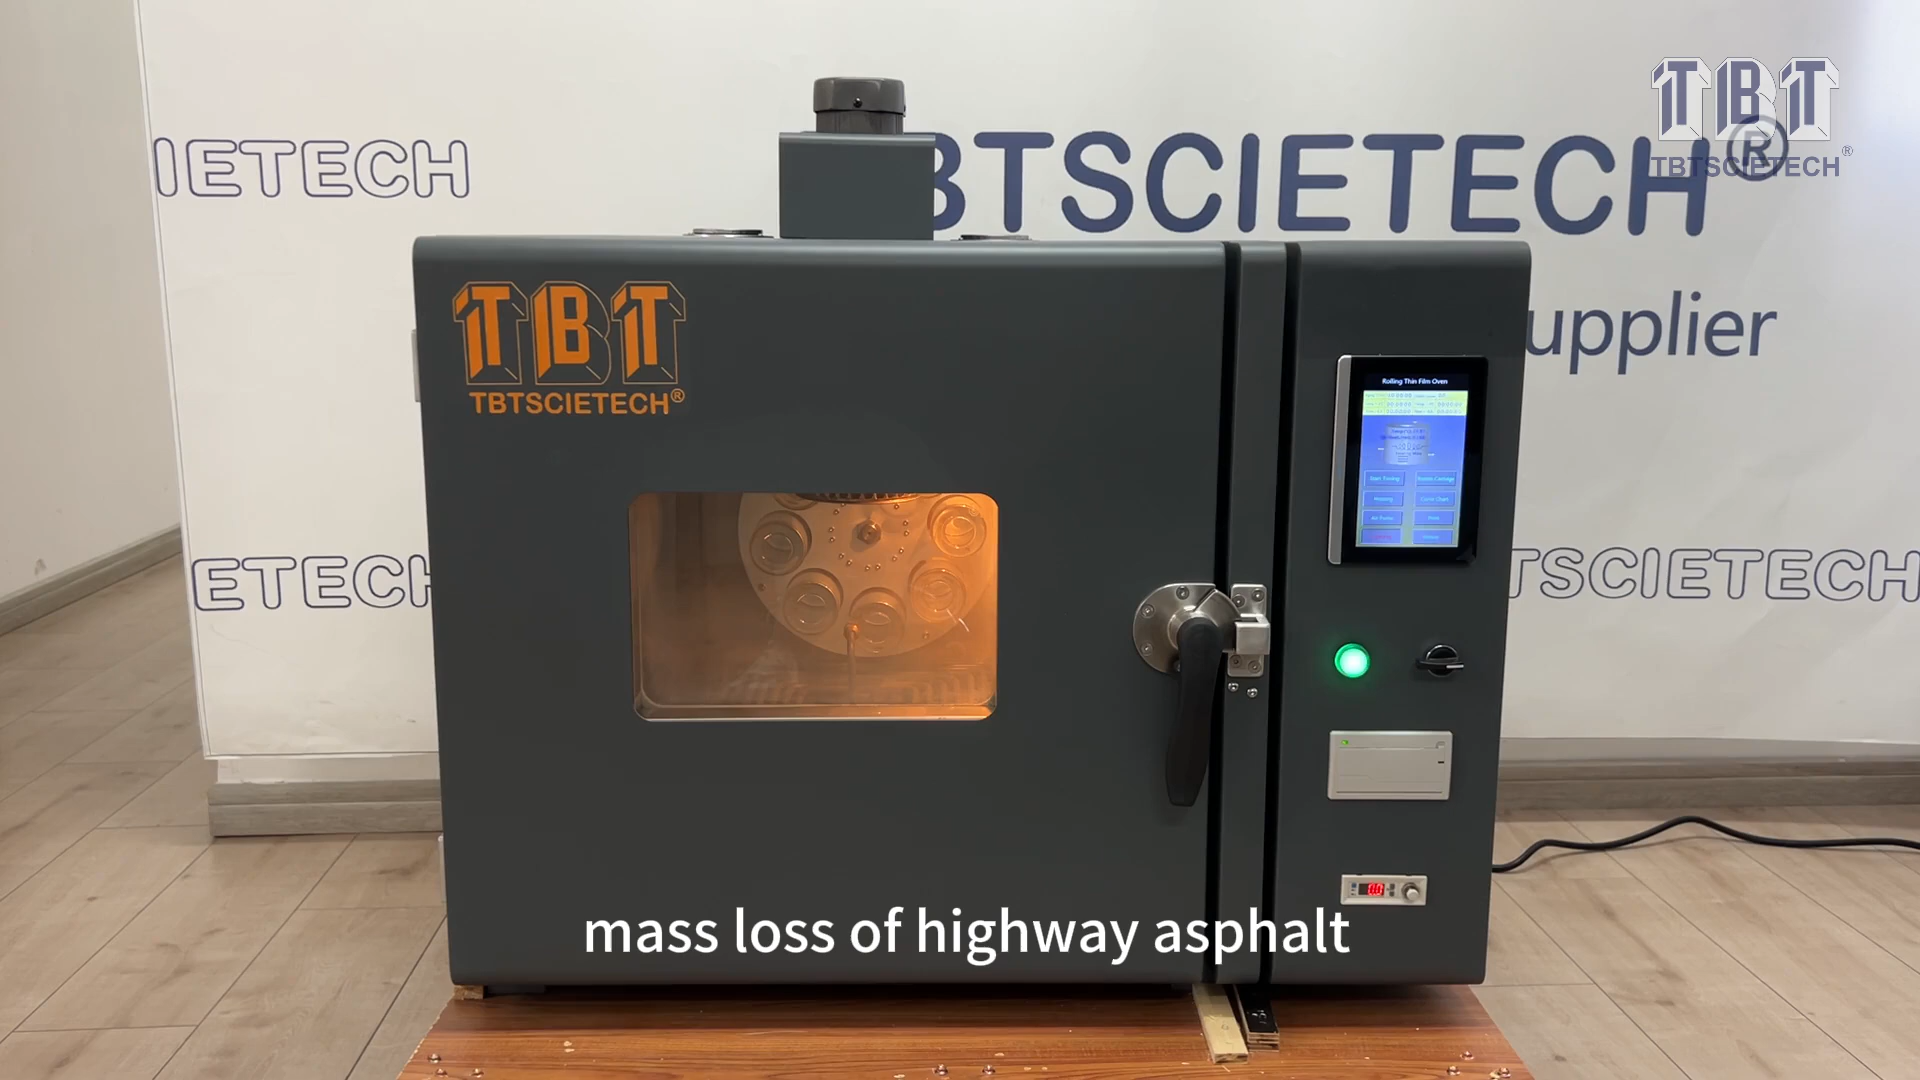 TBT
TBTSCIETECH®
IETECH
BTSCIETECH®
upplier
TBT
TBTSCIETECH®
Rolling Thin Film Oven
ETECH
TSCIETECH
mass loss of highway asphalt